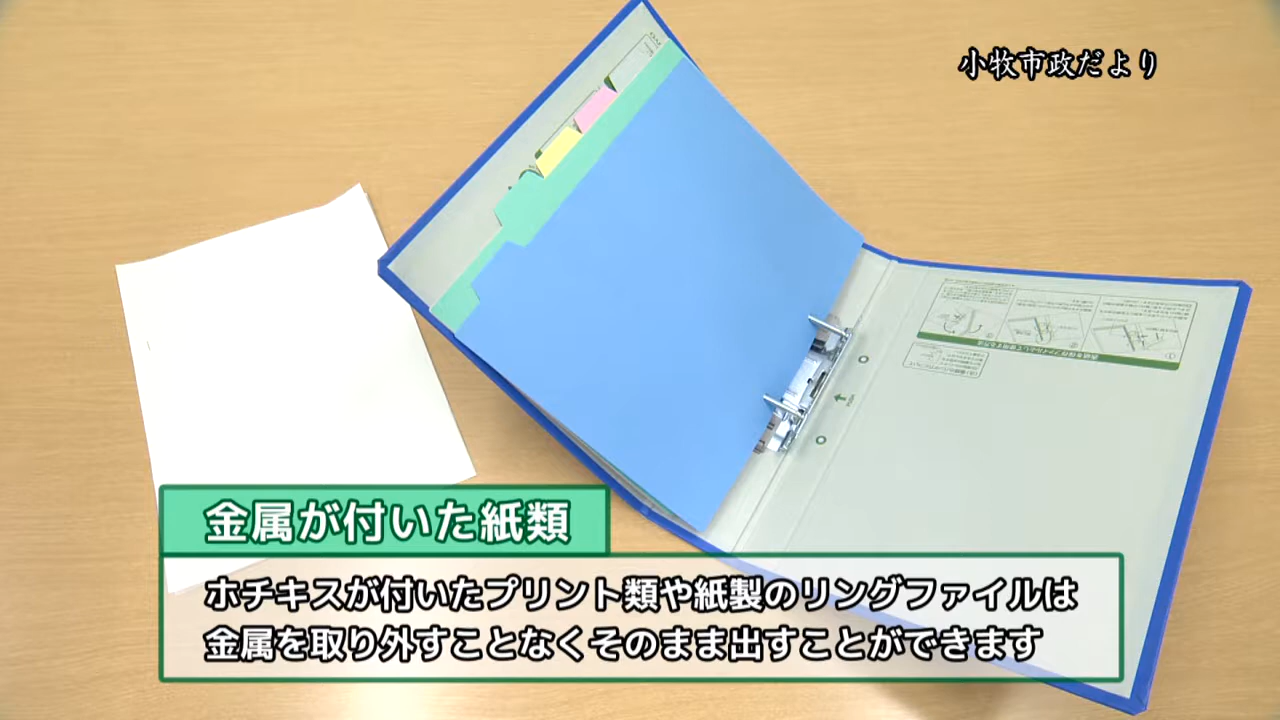 小牧市政だより
金属が付いた紙類
ホチキスが付いたプリント類や紙製のリングファイルは
金属を取り外すことなくそのまま出すことができます